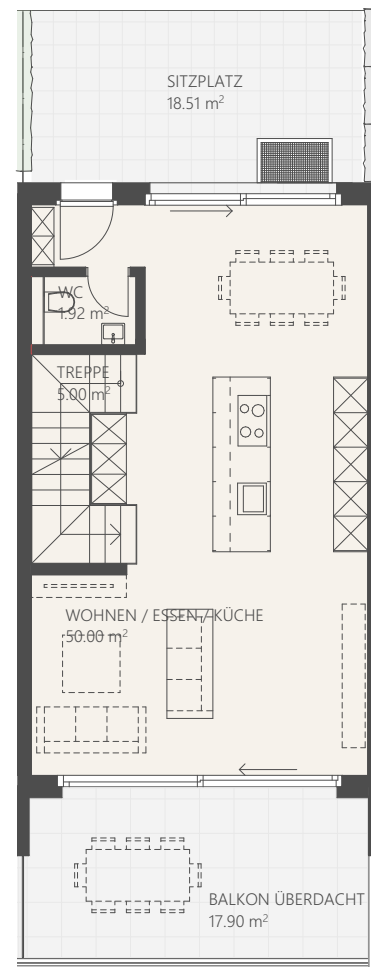 SITZPLATZ
18.51 m²
WC
1.92 m²
TREPPE
5.00 m²
WOHNEN / ESSEN / KÜCHE
50.00 m²
BALKON ÜBERDACHT
17.90 m²